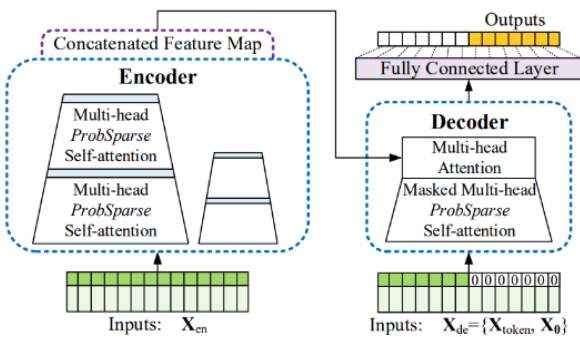 Outputs
Concatenated Feature Map
Fully Connected Layer
Encoder
Multi-head
ProbSparse
Self-attention
Multi-head
ProbSparse
Self-attention
Decoder
Multi-head
Attention
Masked Multi-head
ProbSparse
Self-attention
0 0 0 0 0 0 0
Inputs: Xen
Inputs: Xde={Xtoken, X0}